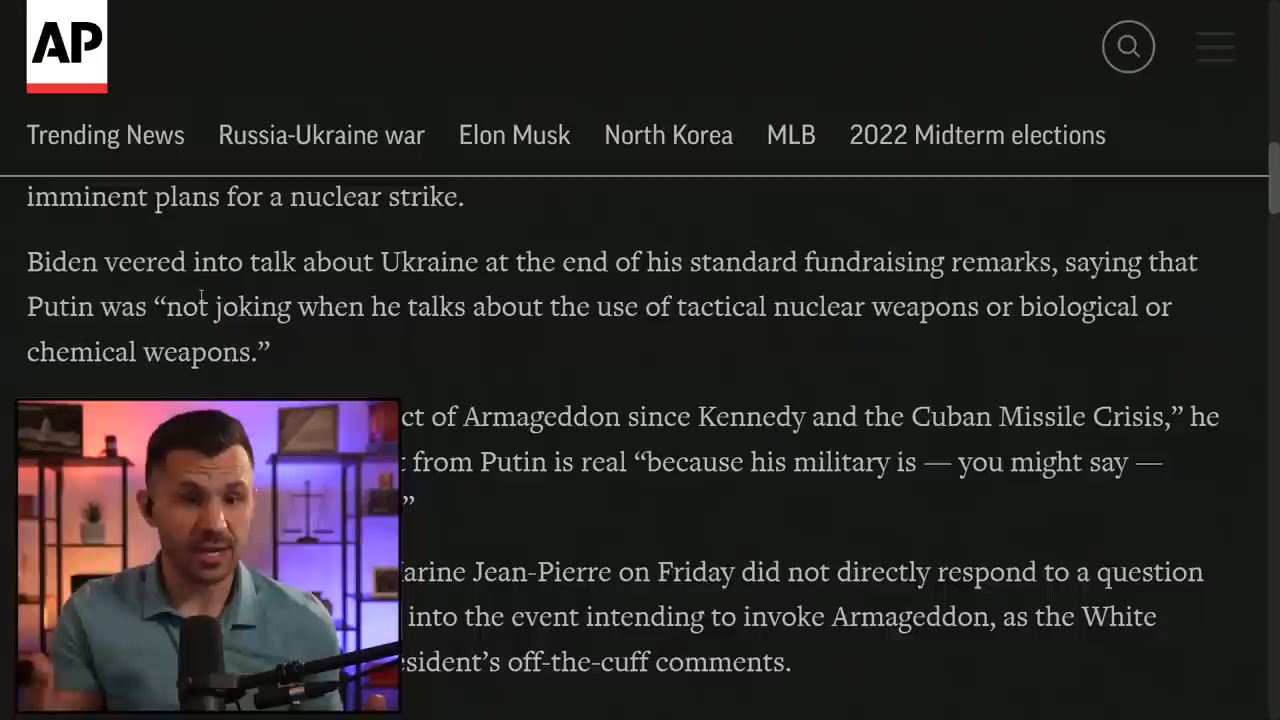 AP
Trending News Russia-Ukraine war Elon Musk North Korea MLB 2022 Midterm elections
imminent plans for a nuclear strike.
Biden veered into talk about Ukraine at the end of his standard fundraising remarks, saying that
Putin was “not joking when he talks about the use of tactical nuclear weapons or biological or
chemical weapons.”
ct of Armageddon since Kennedy and the Cuban Missile Crisis,” he
from Putin is real “because his military is — you might say —
”
arine Jean-Pierre on Friday did not directly respond to a question
into the event intending to invoke Armageddon, as the White
esident’s off-the-cuff comments.